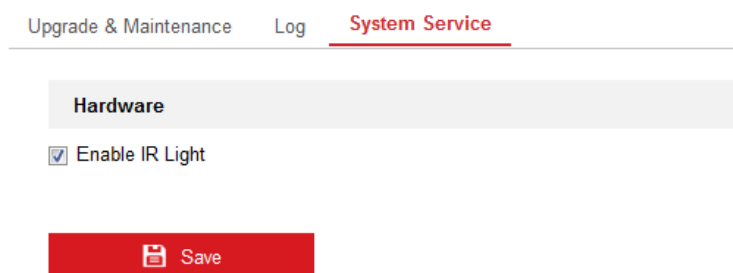 Upgrade & Maintenance Log System Service
Hardware
Enable IR Light
Save